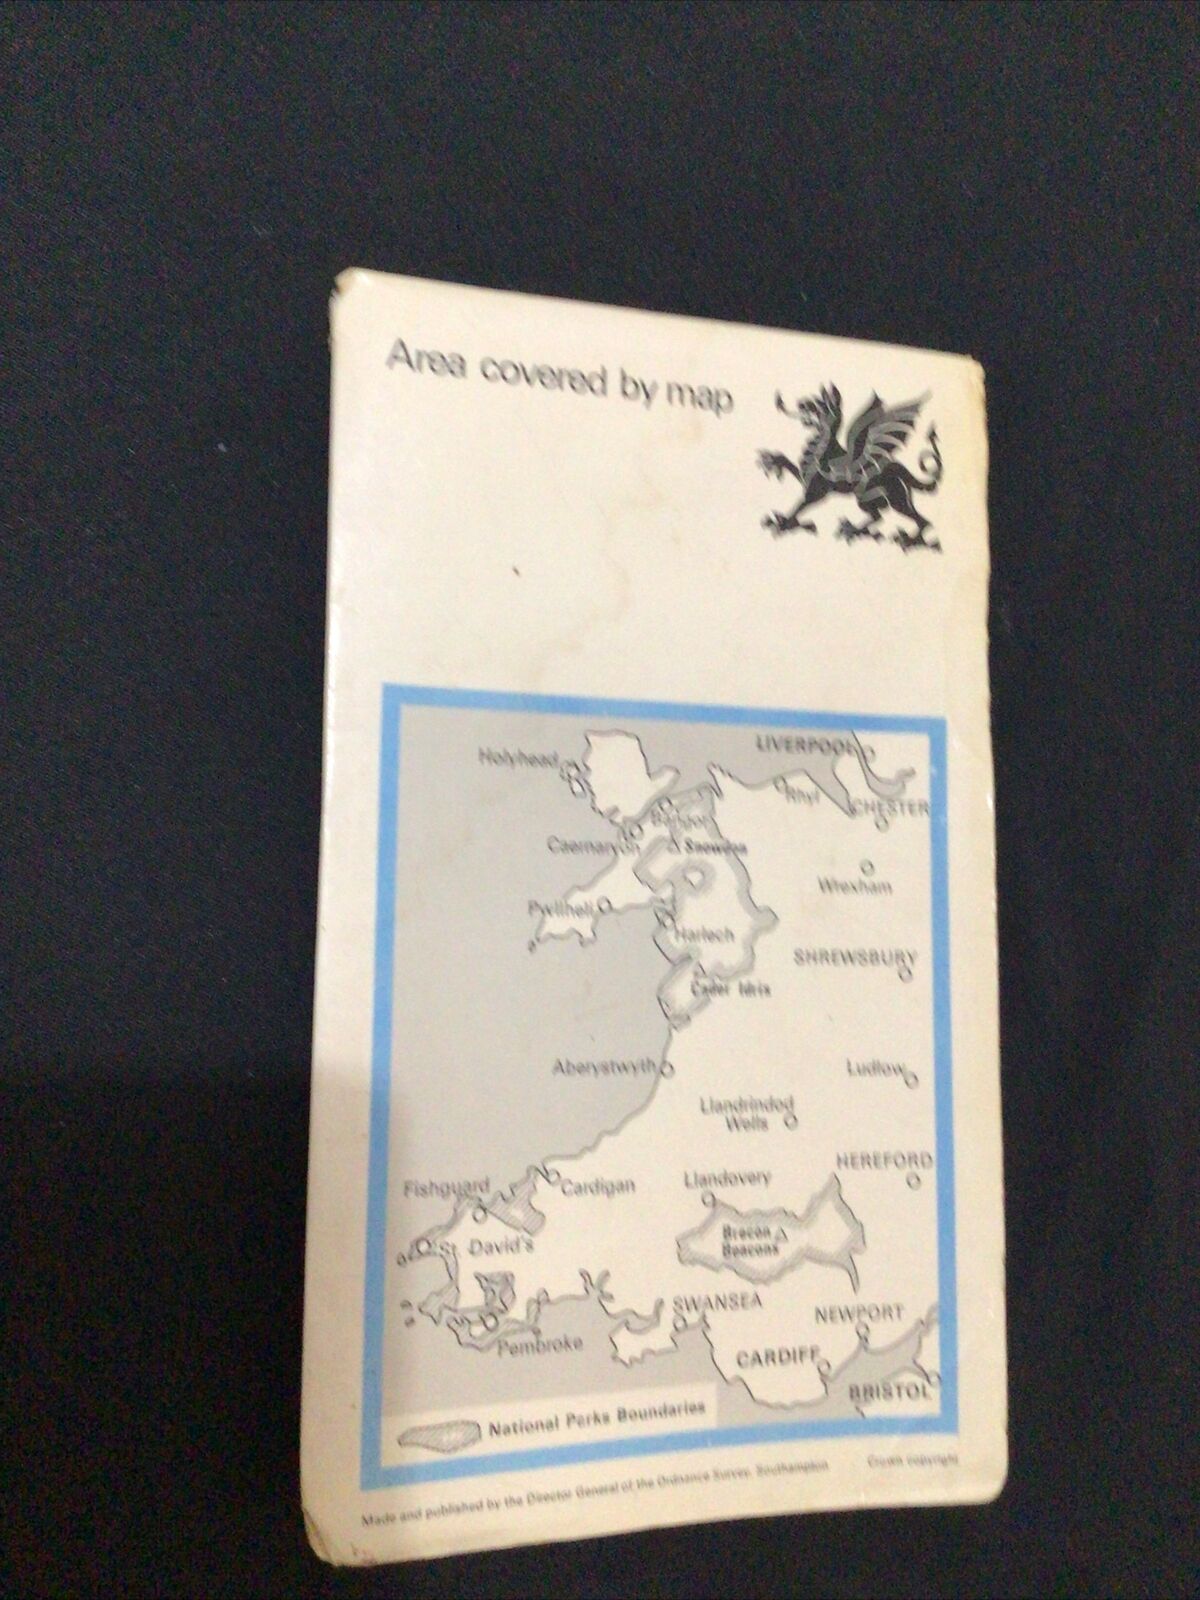 Area covered by map
LIVERPOOL
Holyhead
Rhyl
CHESTER
Bangor
Caernarvon
Snowdon
Wrexham
Pwllheli
Harlech
SHREWSBURY
Cader Idris
Aberystwyth
Ludlow
Llandrindod
Wells
HEREFORD
Llandovery
Fishguard
Cardigan
Brecon
Beacons
St. David's
SWANSEA
NEWPORT
Pembroke
CARDIFF
BRISTOL
National Parks Boundaries
Made and published by the Director General of the Ordnance Survey, Southampton
Crown copyright